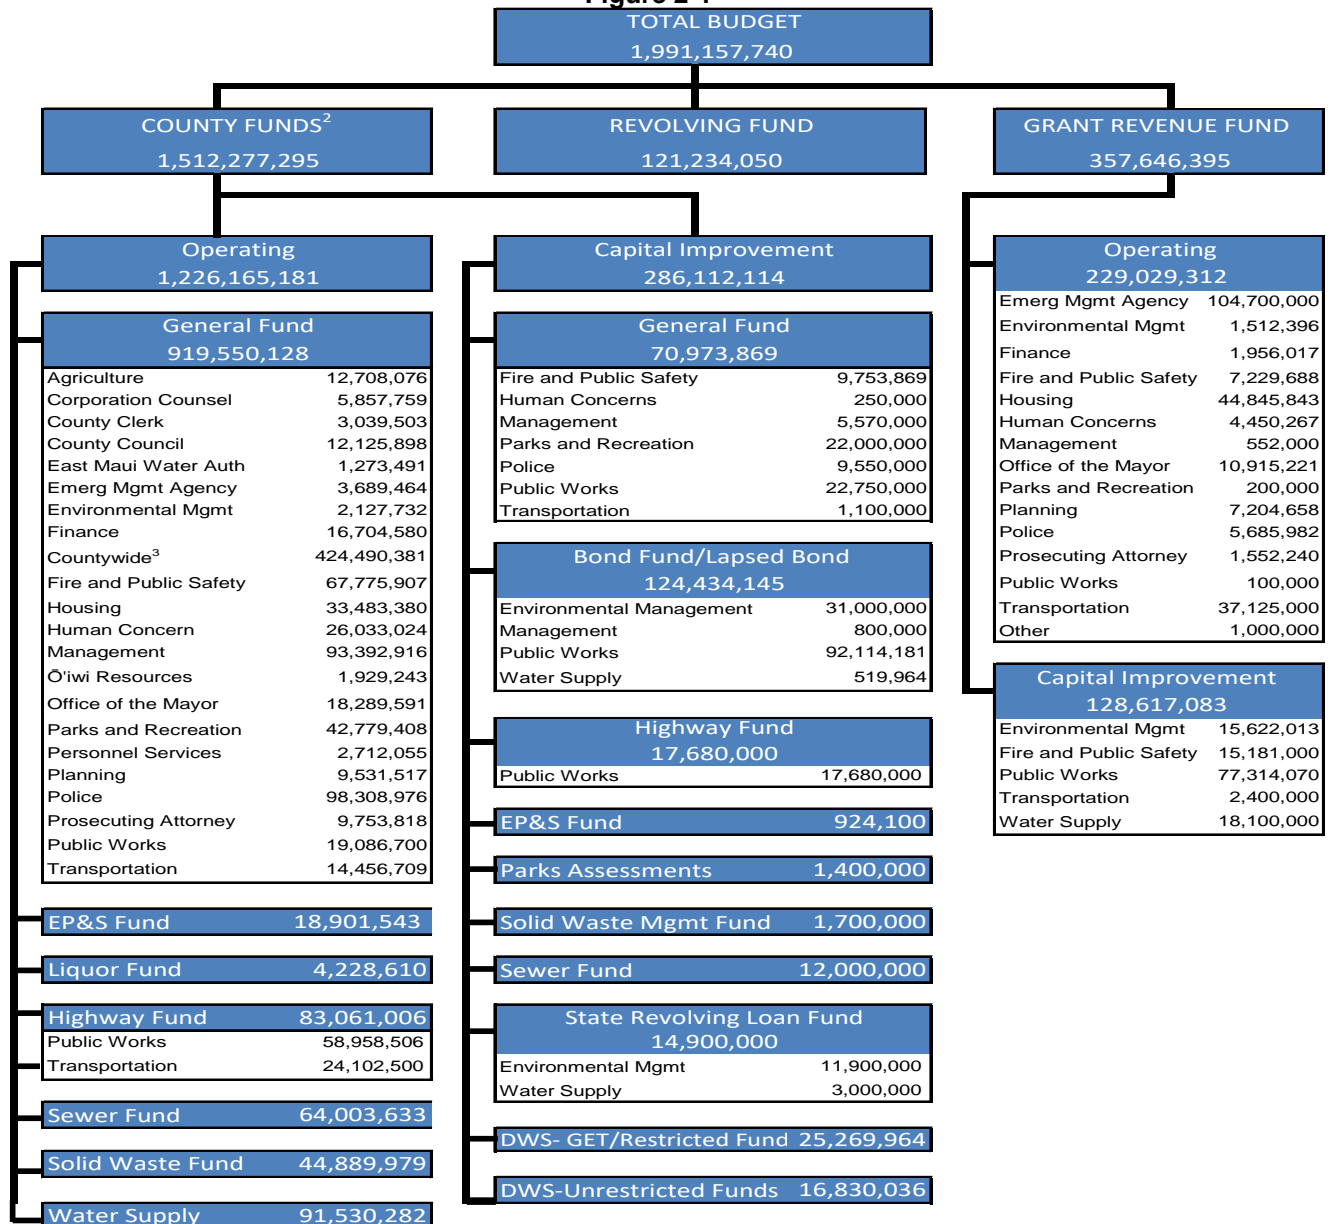 Figure 2-1
TOTAL BUDGET
1,991,157,740
COUNTY FUNDS²
1,512,277,295
REVOLVING FUND
121,234,050
GRANT REVENUE FUND
357,646,395
Operating
1,226,165,181
General Fund
919,550,128
Agriculture 12,708,076
Corporation Counsel 5,857,759
County Clerk 3,039,503
County Council 12,125,898
East Maui Water Auth 1,273,491
Emerg Mgmt Agency 3,689,464
Environmental Mgmt 2,127,732
Finance 16,704,580
Countywide³ 424,490,381
Fire and Public Safety 67,775,907
Housing 33,483,380
Human Concern 26,033,024
Management 93,392,916
Ō'iwi Resources 1,929,243
Office of the Mayor 18,289,591
Parks and Recreation 42,779,408
Personnel Services 2,712,055
Planning 9,531,517
Police 98,308,976
Prosecuting Attorney 9,753,818
Public Works 19,086,700
Transportation 14,456,709
EP&S Fund 18,901,543
Liquor Fund 4,228,610
Highway Fund 83,061,006
Public Works 58,958,506
Transportation 24,102,500
Sewer Fund 64,003,633
Solid Waste Fund 44,889,979
Water Supply 91,530,282
Capital Improvement
286,112,114
General Fund
70,973,869
Fire and Public Safety 9,753,869
Human Concerns 250,000
Management 5,570,000
Parks and Recreation 22,000,000
Police 9,550,000
Public Works 22,750,000
Transportation 1,100,000
Bond Fund/Lapsed Bond
124,434,145
Environmental Management 31,000,000
Management 800,000
Public Works 92,114,181
Water Supply 519,964
Highway Fund
17,680,000
Public Works 17,680,000
EP&S Fund 924,100
Parks Assessments 1,400,000
Solid Waste Mgmt Fund 1,700,000
Sewer Fund 12,000,000
State Revolving Loan Fund
14,900,000
Environmental Mgmt 11,900,000
Water Supply 3,000,000
DWS- GET/Restricted Fund 25,269,964
DWS-Unrestricted Funds 16,830,036
Operating
229,029,312
Emerg Mgmt Agency 104,700,000
Environmental Mgmt 1,512,396
Finance 1,956,017
Fire and Public Safety 7,229,688
Housing 44,845,843
Human Concerns 4,450,267
Management 552,000
Office of the Mayor 10,915,221
Parks and Recreation 200,000
Planning 7,204,658
Police 5,685,982
Prosecuting Attorney 1,552,240
Public Works 100,000
Transportation 37,125,000
Other 1,000,000
Capital Improvement
128,617,083
Environmental Mgmt 15,622,013
Fire and Public Safety 15,181,000
Public Works 77,314,070
Transportation 2,400,000
Water Supply 18,100,000